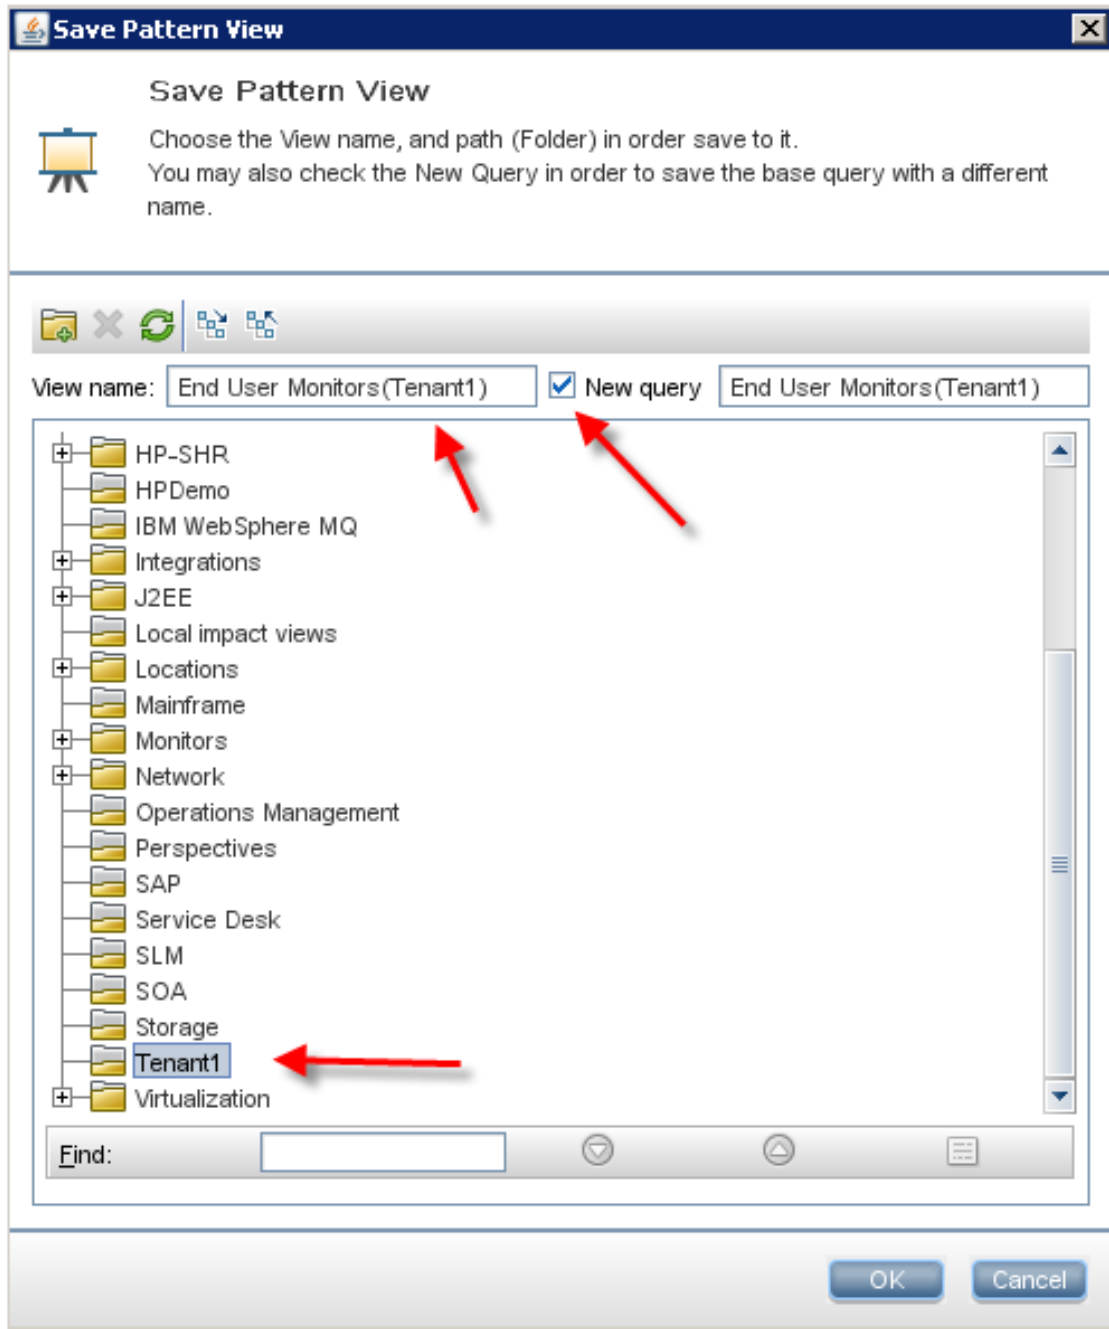 Save Pattern View
Save Pattern View
Choose the View name, and path (Folder) in order save to it.
You may also check the New Query in order to save the base query with a different
name.
View name: End User Monitors(Tenant1) New query End User Monitors(Tenant1)
HP-SHR
HPDemo
IBM WebSphere MQ
Integrations
J2EE
Local impact views
Locations
Mainframe
Monitors
Network
Operations Management
Perspectives
SAP
Service Desk
SLM
SOA
Storage
Tenant1
Virtualization
Find:
OK Cancel